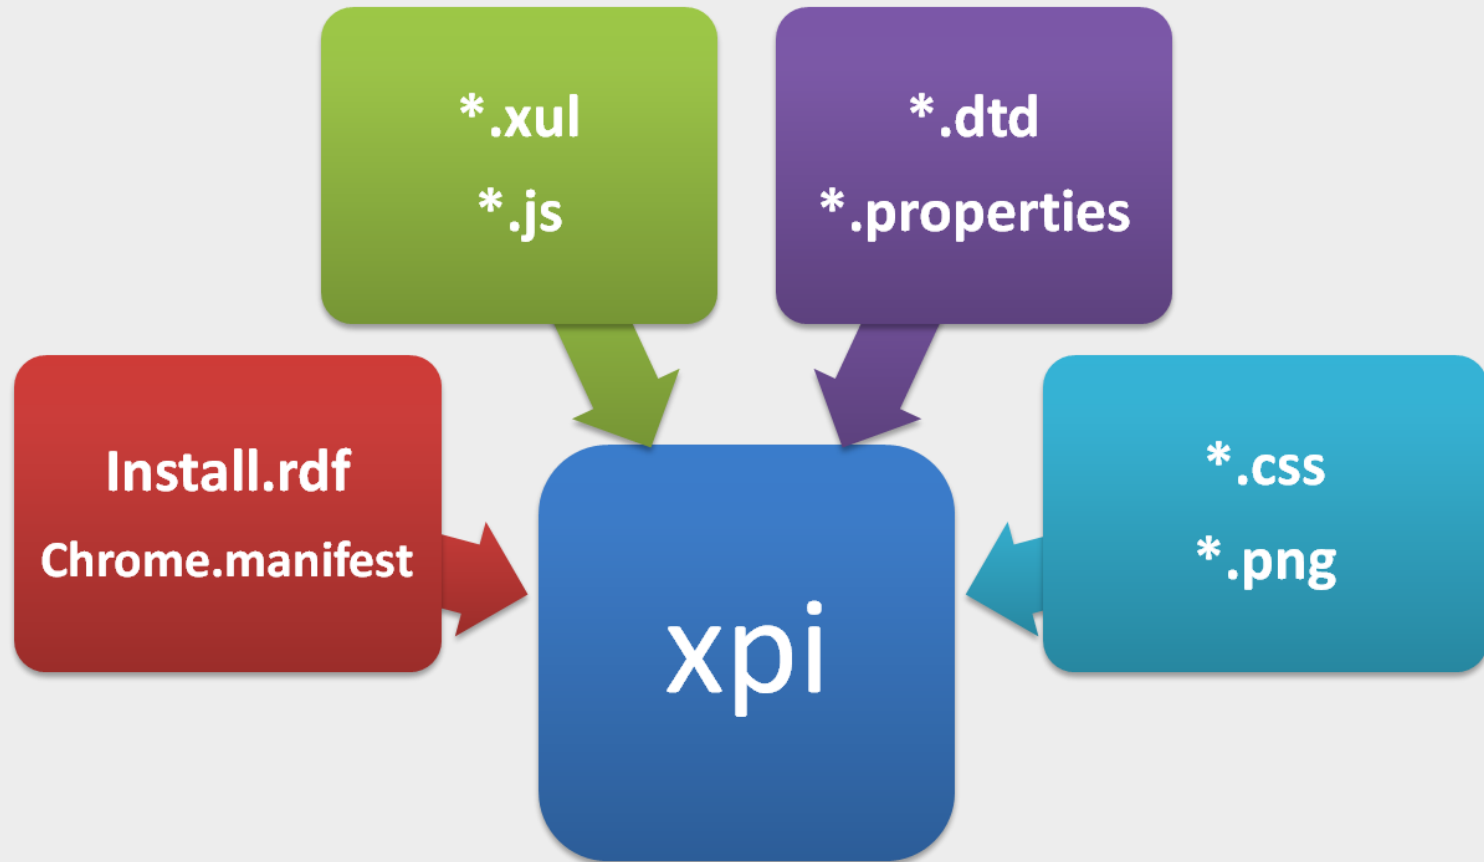 *.xul
*.js
*.dtd
*.properties
Install.rdf
Chrome.manifest
*.css
*.png
xpi